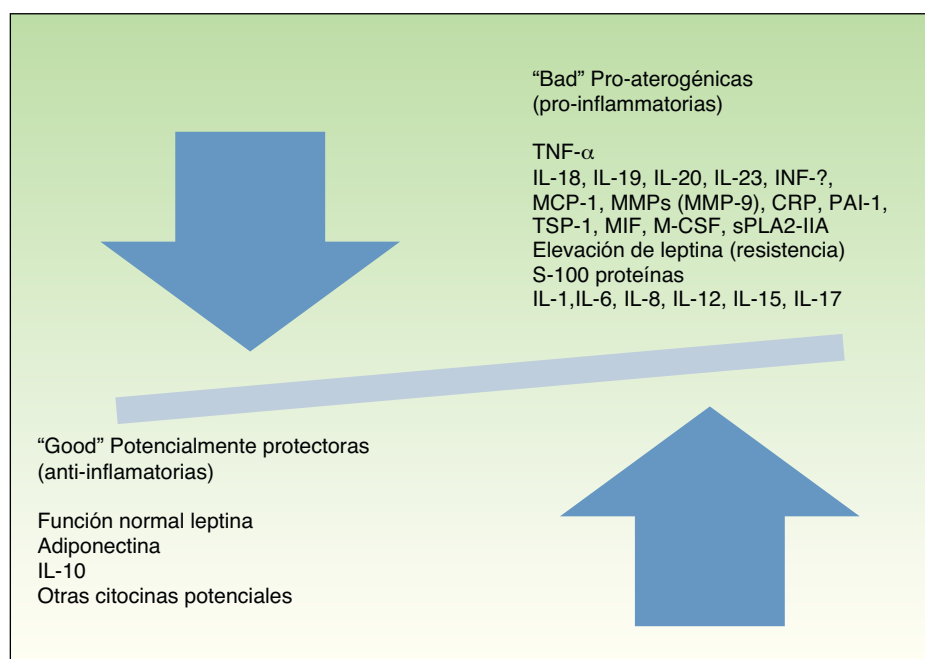 “Bad” Pro-aterogénicas
(pro-inflammatorias)
TNF-α
IL-18, IL-19, IL-20, IL-23, INF-?,
MCP-1, MMPs (MMP-9), CRP, PAI-1,
TSP-1, MIF, M-CSF, sPLA2-IIA
Elevación de leptina (resistencia)
S-100 proteínas
IL-1,IL-6, IL-8, IL-12, IL-15, IL-17
“Good” Potencialmente protectoras
(anti-inflamatorias)
Función normal leptina
Adiponectina
IL-10
Otras citocinas potenciales